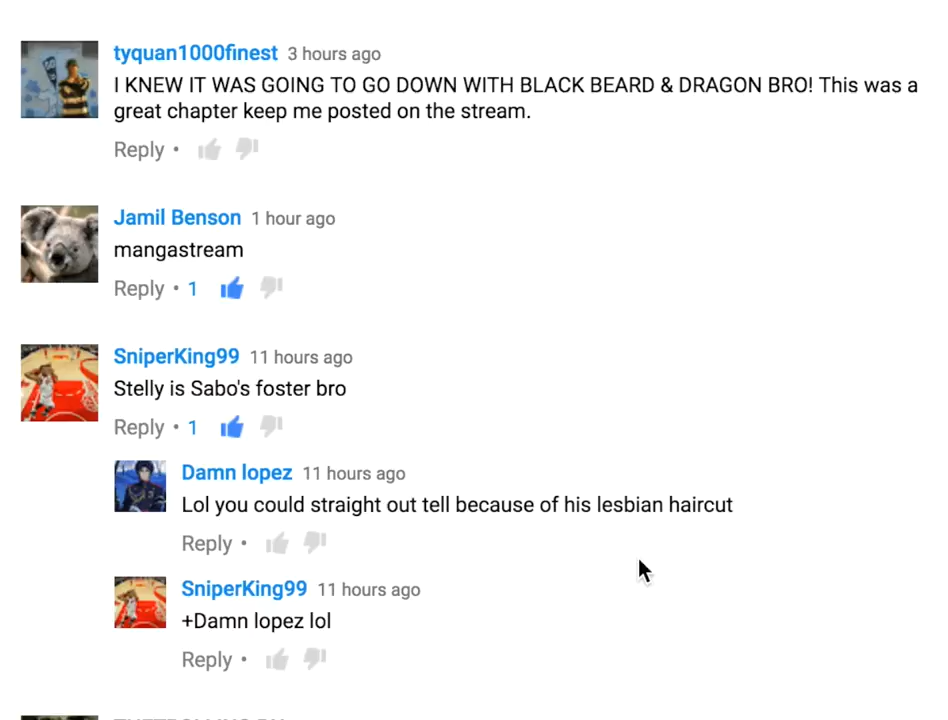 tyquan1000finest 3 hours ago
I KNEW IT WAS GOING TO GO DOWN WITH BLACK BEARD & DRAGON BRO! This was a
great chapter keep me posted on the stream.
Reply •
Jamil Benson 1 hour ago
mangastream
Reply • 1
SniperKing99 11 hours ago
Stelly is Sabo's foster bro
Reply • 1
Damn lopez 11 hours ago
Lol you could straight out tell because of his lesbian haircut
Reply •
SniperKing99 11 hours ago
+Damn lopez lol
Reply •